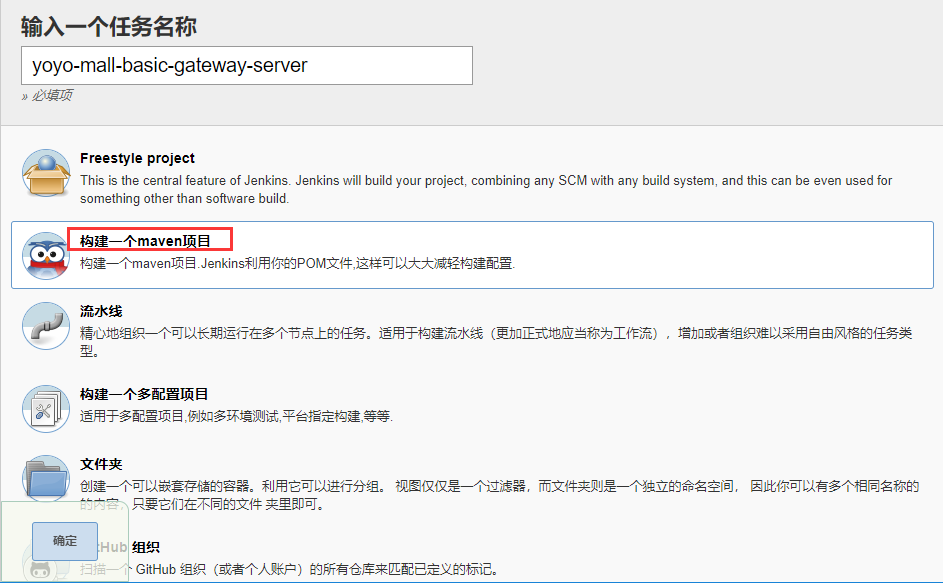 输入一个任务名称
yoyo-mall-basic-gateway-server
» 必填项
Freestyle project
This is the central feature of Jenkins. Jenkins will build your project, combining any SCM with any build system, and this can be even used for
something other than software build.
构建一个maven项目
构建一个maven项目.Jenkins利用你的POM文件,这样可以大大减轻构建配置.
流水线
精心地组织一个可以长期运行在多个节点上的任务。适用于构建流水线（更加正式地应当称为工作流），增加或者组织难以采用自由风格的任务类
型。
构建一个多配置项目
适用于多配置项目,例如多环境测试,平台指定构建,等等.
文件夹
创建一个可以嵌套存储的容器。利用它可以进行分组。 视图仅仅是一个过滤器，而文件夹则是一个独立的命名空间， 因此你可以有多个相同名称的
的内容，只要它们在不同的文件 夹里即可。
确定
tHub 组织
扫描一个 GitHub 组织（或者个人账户）的所有仓库来匹配已定义的标记。